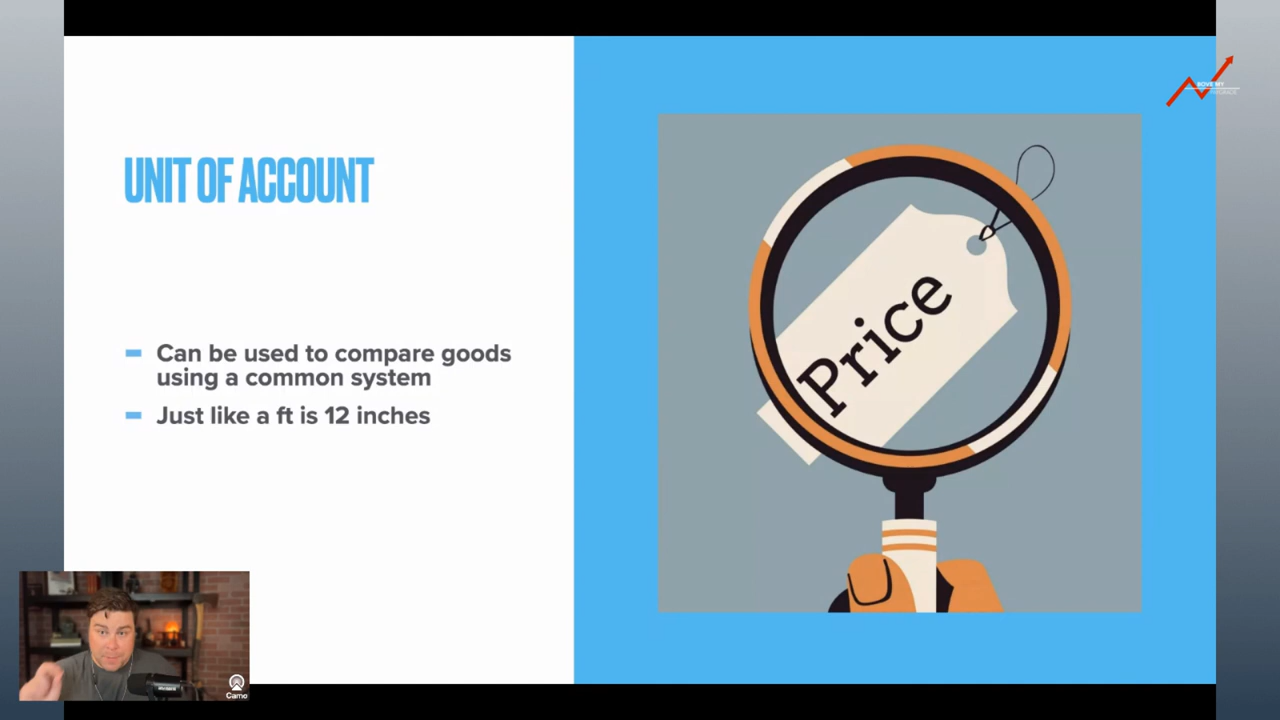 UNIT OF ACCOUNT
Can be used to compare goods
using a common system
Just like a ft is 12 inches
Price
Camo